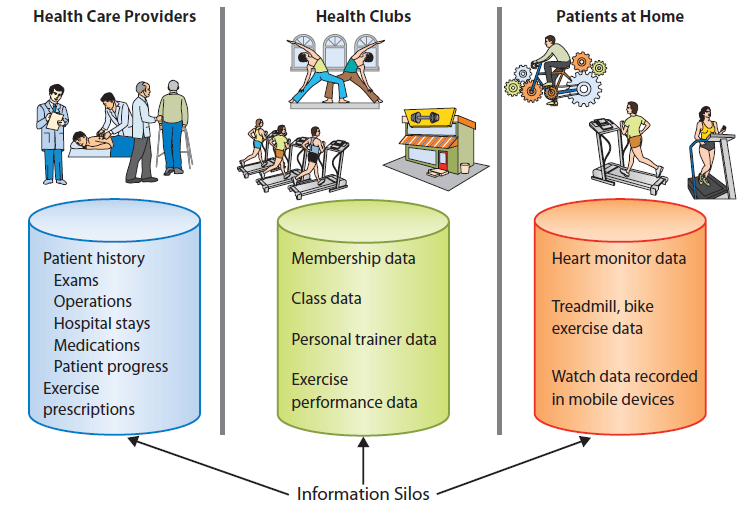 Health Care Providers
Health Clubs
Patients at Home
Patient history
Exams
Operations
Hospital stays
Medications
Patient progress
Exercise
prescriptions
Membership data
Class data
Personal trainer data
Exercise
performance data
Heart monitor data
Treadmill, bike
exercise data
Watch data recorded
in mobile devices
Information Silos